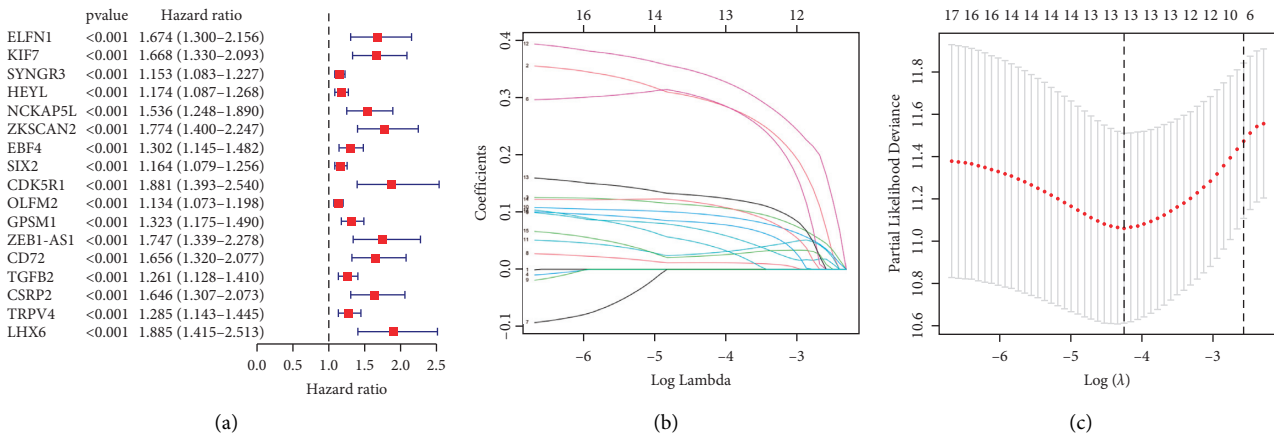 pvalue Hazard ratio
ELFN1 <0.001 1.674 (1.300−2.156)
KIF7 <0.001 1.668 (1.330−2.093)
SYNGR3 <0.001 1.153 (1.083−1.227)
HEYL <0.001 1.174 (1.087−1.268)
NCKAP5L <0.001 1.536 (1.248−1.890)
ZKSCAN2 <0.001 1.774 (1.400−2.247)
EBF4 <0.001 1.302 (1.145−1.482)
SIX2 <0.001 1.164 (1.079−1.256)
CDK5R1 <0.001 1.881 (1.393−2.540)
OLFM2 <0.001 1.134 (1.073−1.198)
GPSM1 <0.001 1.323 (1.175−1.490)
ZEB1-AS1 <0.001 1.747 (1.339−2.278)
CD72 <0.001 1.656 (1.320−2.077)
TGFB2 <0.001 1.261 (1.128−1.410)
CSRP2 <0.001 1.646 (1.307−2.073)
TRPV4 <0.001 1.285 (1.143−1.445)
LHX6 <0.001 1.885 (1.415−2.513)
0.0 0.5 1.0 1.5 2.0 2.5
Hazard ratio
(a)
16 14 13 12
0.4
0.3
0.2
0.1
0.0
−0.1
Coefficients
12
2
13
11
7
−6 −5 −4 −3
Log Lambda
(b)
17 16 16 14 14 14 14 13 13 13 13 13 12 12 10 6
11.8
11.6
11.4
11.2
11.0
10.8
10.6
Partial Likelihood Deviance
−6 −5 −4 −3
Log (λ)
(c)